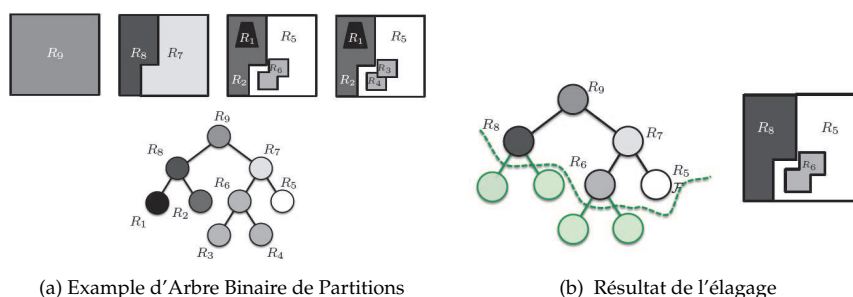 R9
R8 R7
R1 R5
R6
R2
R1 R5
R3
R2 R4
R9
R8 R7
R6 R5
R1 R2
R3 R4
R9
R8 R7
R6 R5
F
R8 R5
R6
(a) Example d'Arbre Binaire de Partitions
(b) Résultat de l'élagage